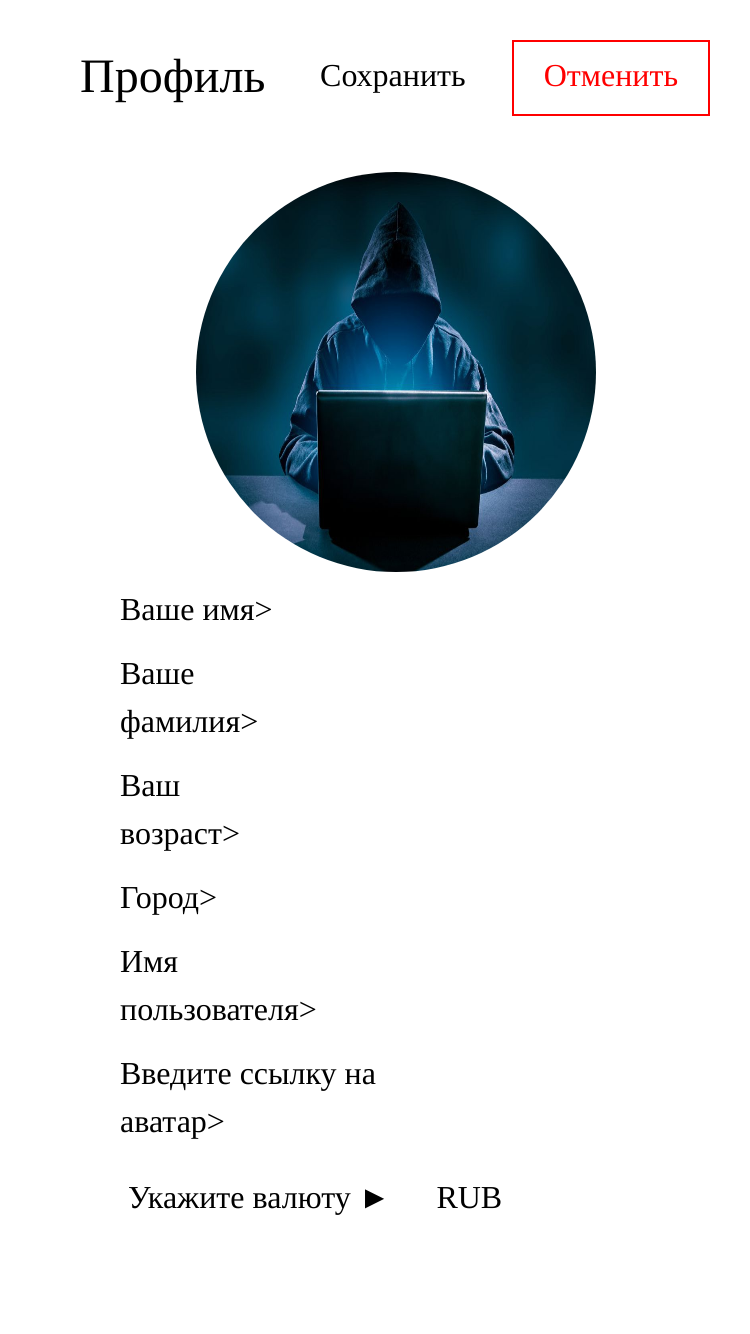 Профиль Сохранить Отменить
Ваше имя>
Ваше
фамилия>
Ваш
возраст>
Город>
Имя
пользователя>
Введите ссылку на
аватар>
Укажите валюту ► RUB